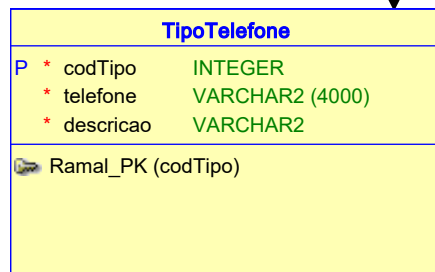 TipoTelefone
P * codTipo INTEGER
* telefone VARCHAR2 (4000)
* descricao VARCHAR2
Ramal_PK (codTipo)